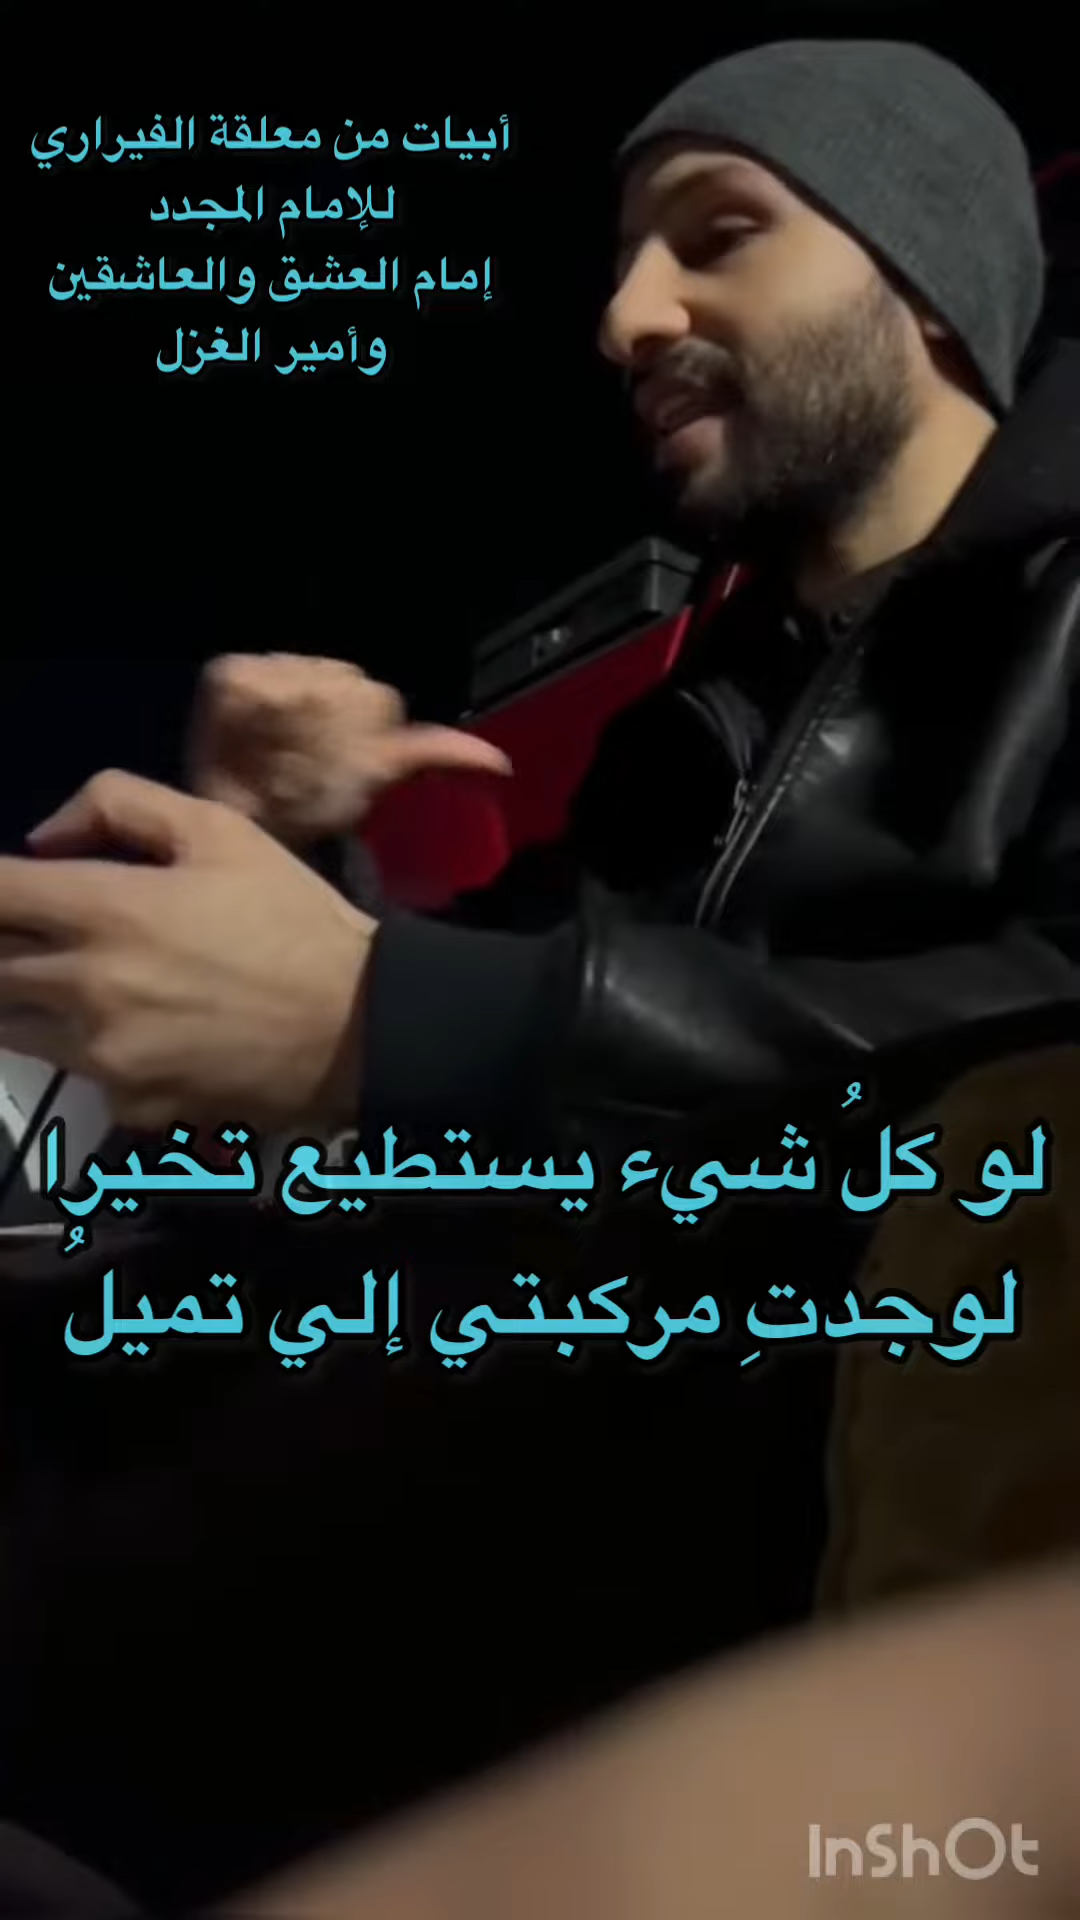 أبيات من معلقة الفيراري
للإمام المجدد
إمام العشق والعاشقين
وأمير الغزل
لو كلُ شيء يستطيع تخيرا
لوجدتِ مركبتي إلي تميلُ
InShOt